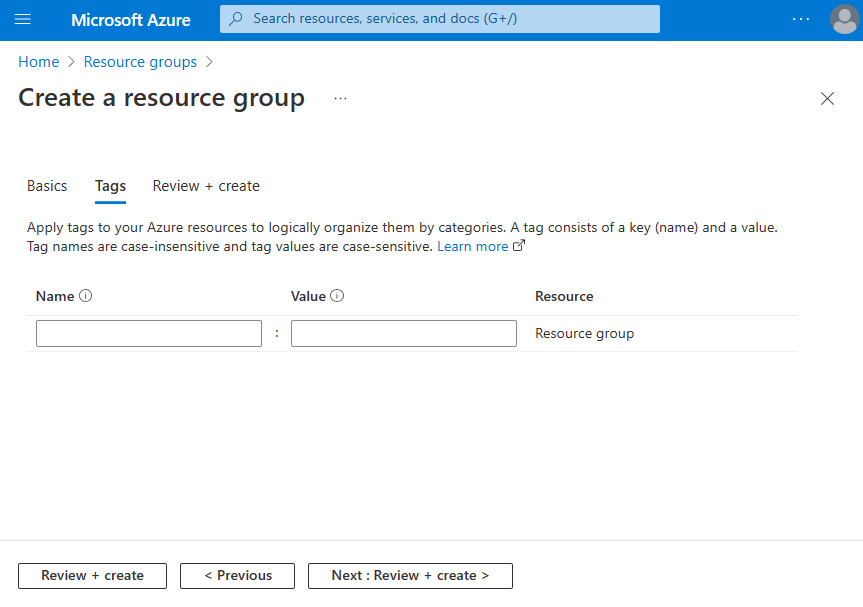 Microsoft Azure
Search resources, services, and docs (G+/)
Home > Resource groups >
Create a resource group ...
Basics Tags Review + create
Apply tags to your Azure resources to logically organize them by categories. A tag consists of a key (name) and a value.
Tag names are case-insensitive and tag values are case-sensitive. Learn more
Name Value Resource
: Resource group
Review + create < Previous Next : Review + create >